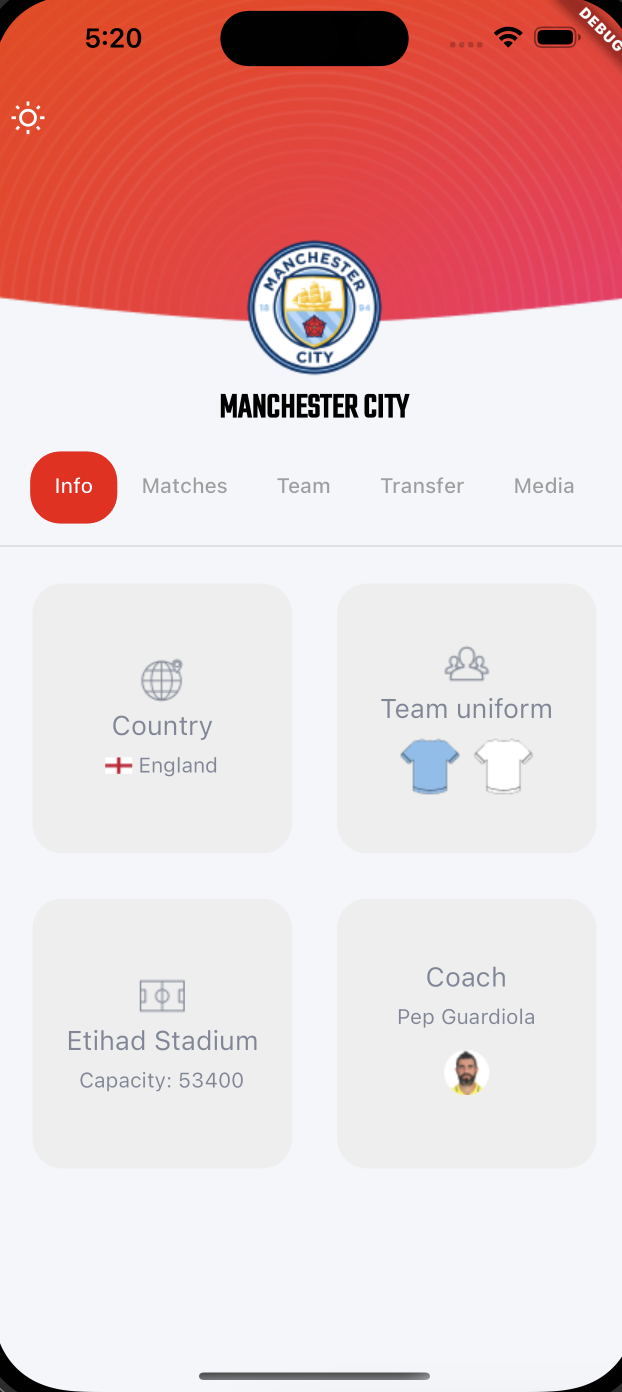 5:20
DEBUG
MANCHESTER
18 94
CITY
MANCHESTER CITY
Info Matches Team Transfer Media
Country
England
Team uniform
Etihad Stadium
Capacity: 53400
Coach
Pep Guardiola